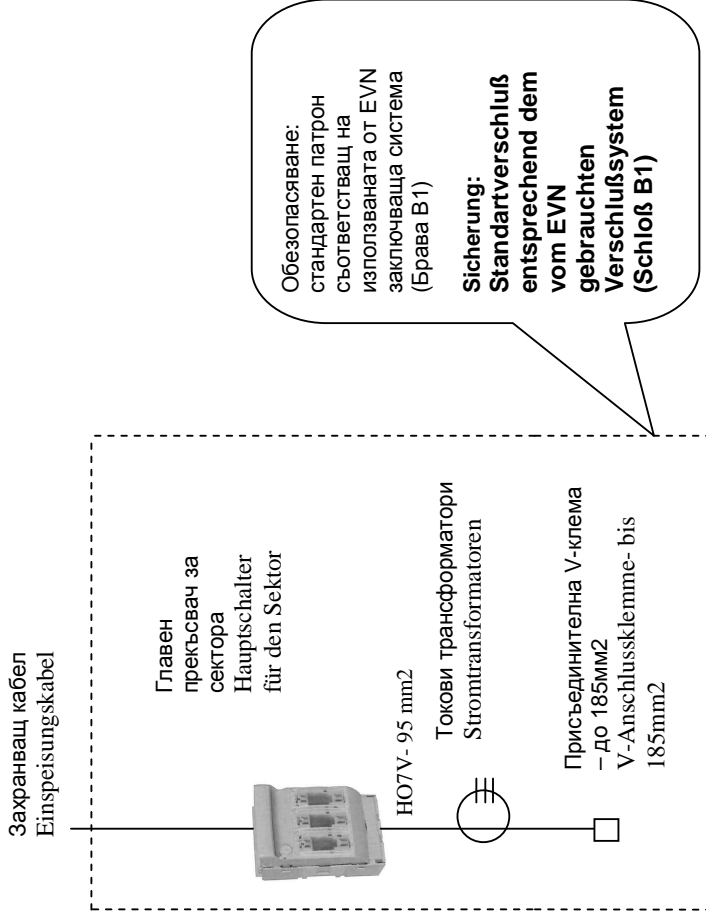 Захранващ кабел
Einspeisungskabel
Главен
прекъсвач за
сектора
Hauptschalter
für den Sektor
HO7V- 95 mm2
Токови трансформатори
Stromtransformatoren
Присъединителна V-клема
– до 185мм2
V-Anschlussklemme- bis
185mm2
Обезопасяване:
стандартен патрон
съответстващ на
използваната от EVN
заключваща система
(Брава B1)
Sicherung:
Standartverschluß
entsprechend dem
vom EVN
gebrauchten
Verschlußsystem
(Schloß B1)